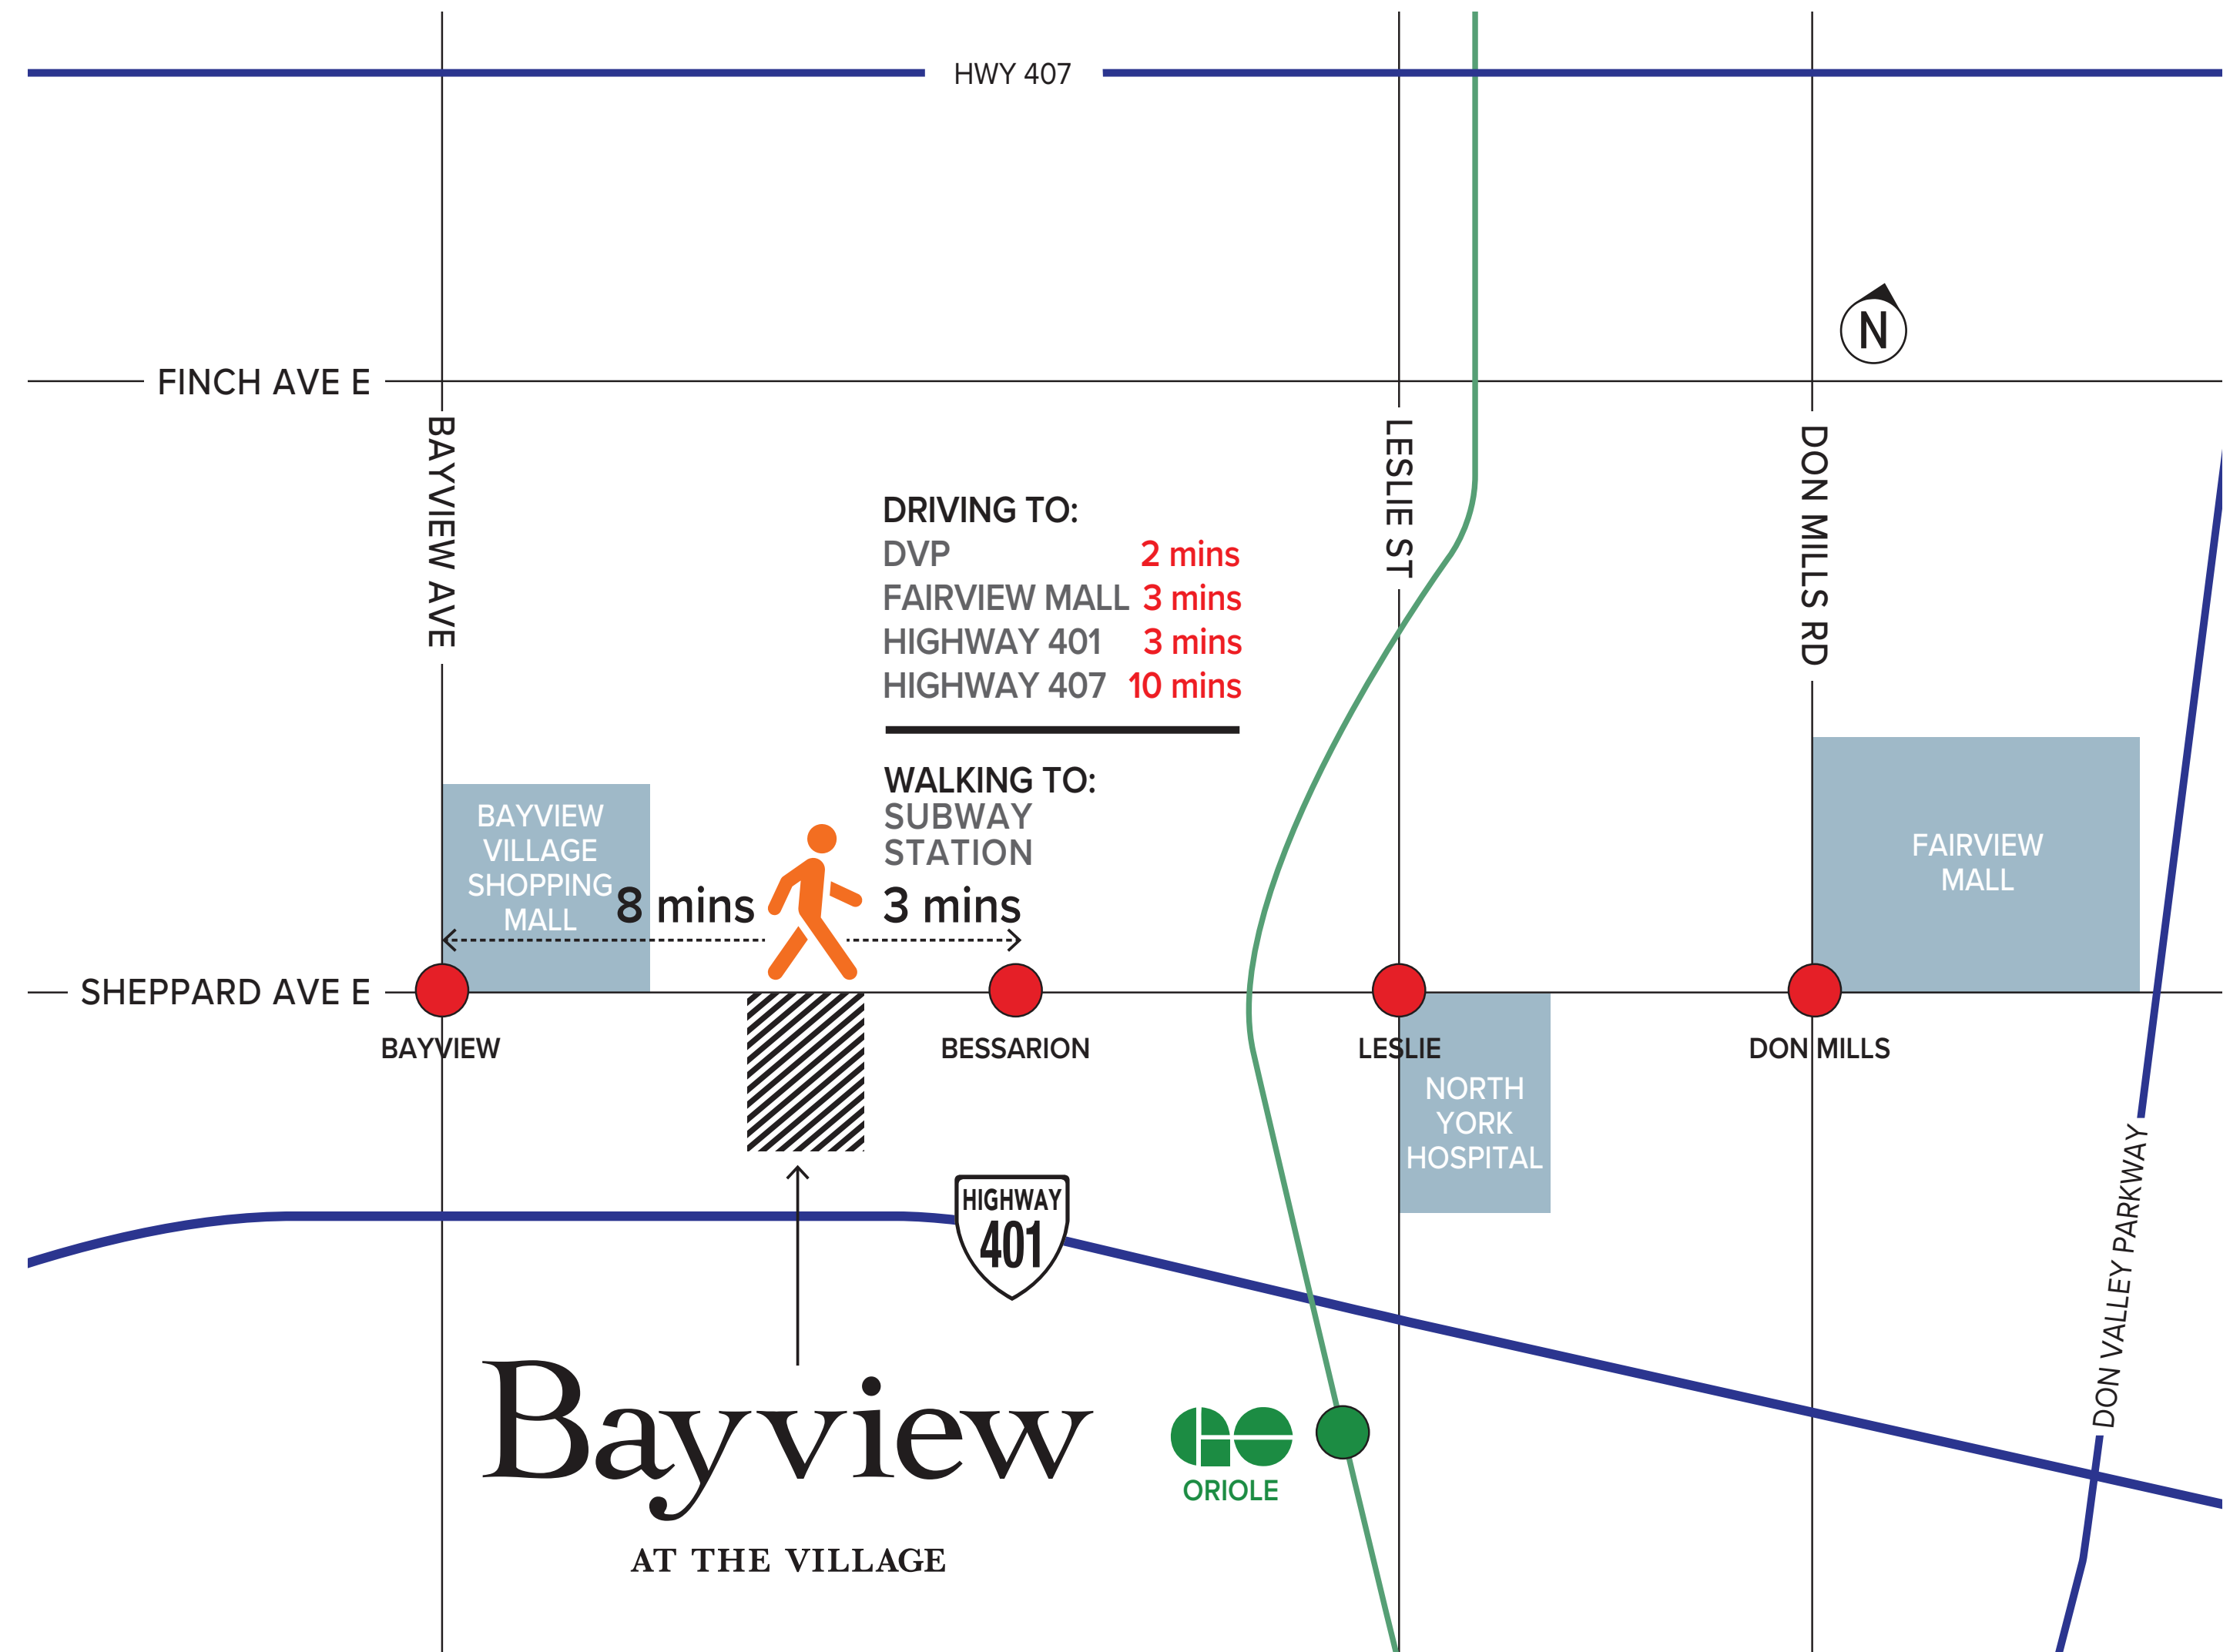 HWY 407
N
FINCH AVE E
BAYVIEW AVE
LESLIE ST
DON MILLS RD
DRIVING TO:
DVP 2 mins
FAIRVIEW MALL 3 mins
HIGHWAY 401 3 mins
HIGHWAY 407 10 mins
WALKING TO:
SUBWAY
STATION
8 mins
3 mins
BAYVIEW
VILLAGE
SHOPPING
MALL
FAIRVIEW
MALL
SHEPPARD AVE E
BAYVIEW
BESSARION
LESLIE
DON MILLS
NORTH
YORK
HOSPITAL
DON VALLEY PARKWAY
HIGHWAY
401
Bayview
AT THE VILLAGE
GO
ORIOLE